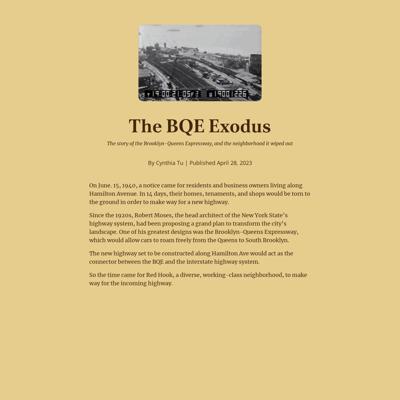 The BQE Exodus
The story of the Brooklyn-Queens Expressway, and the neighborhood it wiped out
By Cynthia Tu | Published April 28, 2023
On June. 15, 1940, a notice came for residents and business owners living along
Hamilton Avenue. In 14 days, their homes, tenaments, and shops would be torn to
the ground in order to make way for a new highway.
Since the 1920s, Robert Moses, the head architect of the New York State's
highway system, had been proposing a grand plan to transform the city's
landscape. One of his greatest designs was the Brooklyn-Queens Expressway,
which would allow cars to roam freely from the Queens to South Brooklyn.
The new highway set to be constructed along Hamilton Ave would act as the
connector between the BQE and the interstate highway system.
So the time came for Red Hook, a diverse, working-class neighborhood, to make
way for the incoming highway.